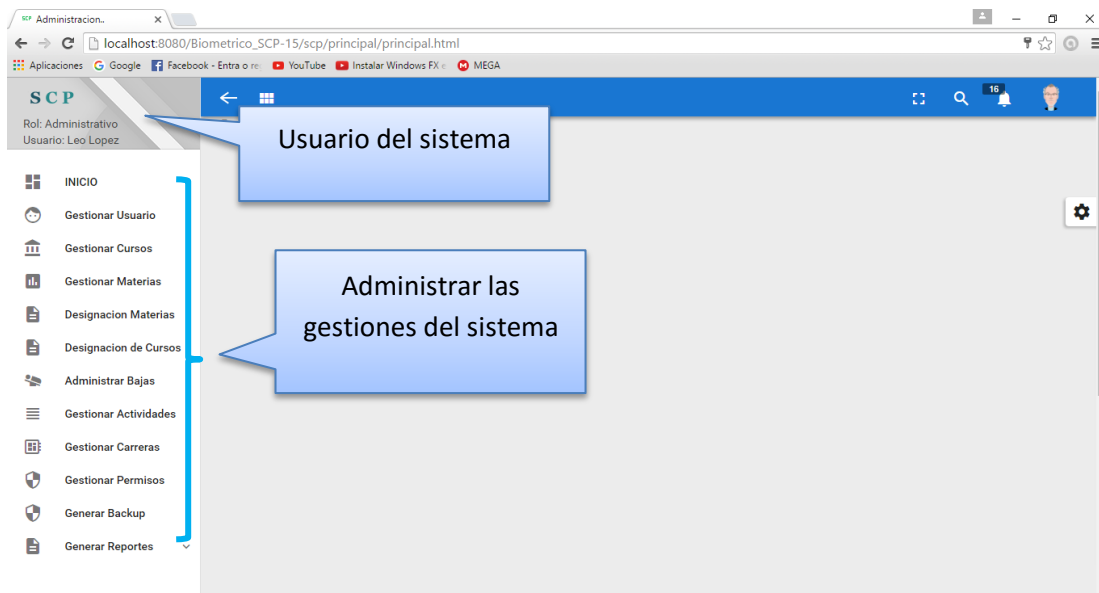 SCP Administracion..
localhost:8080/Biometrico_SCP-15/scp/principal/principal.html
Aplicaciones Google Facebook - Entra o re YouTube Instalar Windows FX e MEGA
SCP
Rol: Administrativo
Usuario: Leo Lopez
16
Usuario del sistema
INICIO
Gestionar Usuario
Gestionar Cursos
Gestionar Materias
Designacion Materias
Designacion de Cursos
Administrar Bajas
Gestionar Actividades
Gestionar Carreras
Gestionar Permisos
Generar Backup
Generar Reportes
Administrar las
gestiones del sistema